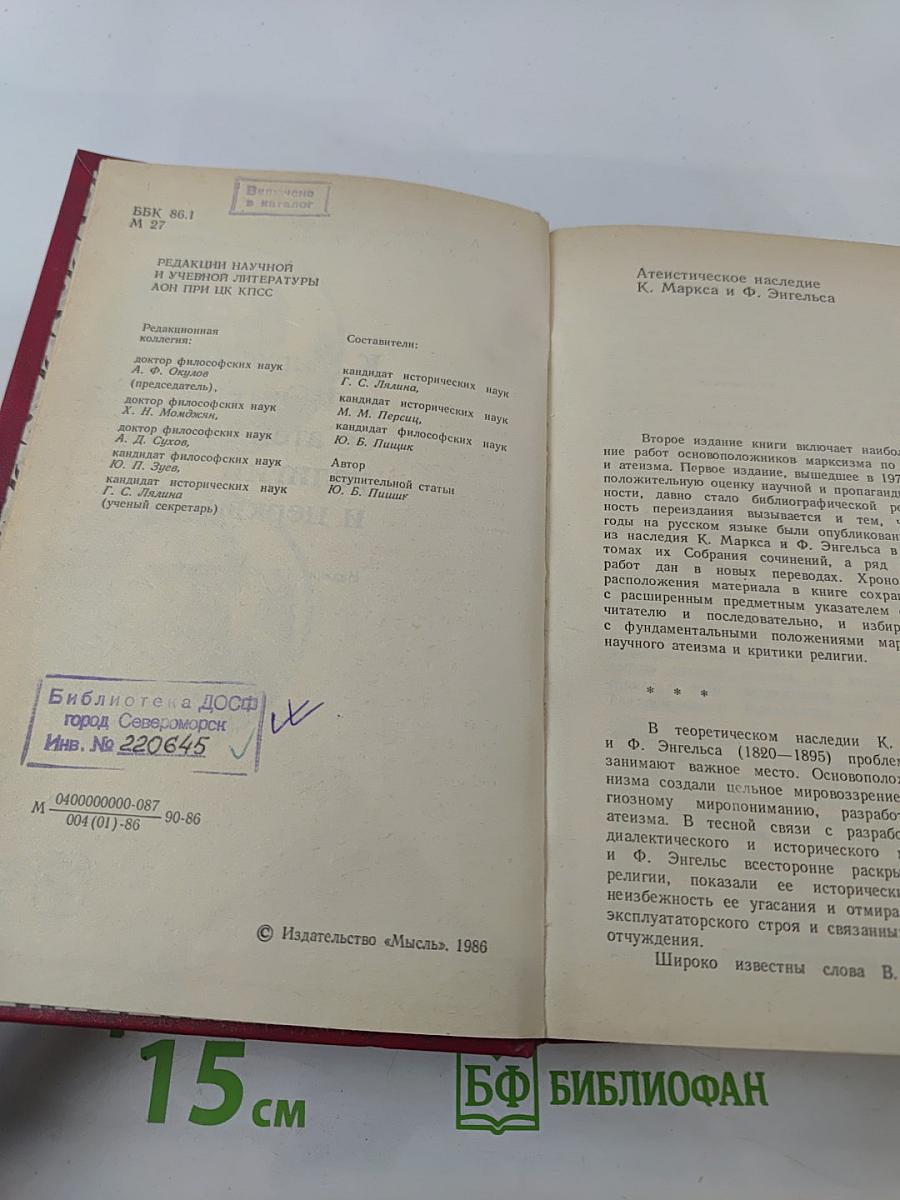 Включено
в каталог
ББК 86.1
М 27
РЕДАКЦИИ НАУЧНОЙ
И УЧЕБНОЙ ЛИТЕРАТУРЫ
АОН ПРИ ЦК КПСС
Редакционная
коллегия:
доктор философских наук
А. Ф. Окулов
(председатель),
доктор философских наук
Х. Н. Момджян,
доктор философских наук
А. Д. Сухов,
кандидат философских наук
Ю. П. Зуев,
кандидат исторических наук
Г. С. Лялина
(ученый секретарь)
Составители:
кандидат исторических наук
Г. С. Лялина,
кандидат исторических наук
М. М. Персиц,
кандидат философских наук
Ю. Б. Пищик
Автор
вступительной статьи
Ю. Б. Пищик
Библиотека ДОСФ
город Североморск
Инв. № 220645
М 0400000000-087
004(01)-86 90-86
© Издательство «Мысль». 1986
Атеистическое наследие
К. Маркса и Ф. Энгельса
Второе издание книги включает наибол
ние работ основоположников марксизма по
и атеизма. Первое издание, вышедшее в 197
положительную оценку научной и пропаганди
ности, давно стало библиографической ре
ность переиздания вызывается и тем, ч
годы на русском языке были опубликован
из наследия К. Маркса и Ф. Энгельса в
томах их Собрания сочинений, а ряд
работ дан в новых переводах. Хроно
расположения материала в книге сохра
с расширенным предметным указателем
читателю и последовательно, и избир
с фундаментальными положениями мар
научного атеизма и критики религии.
* * *
В теоретическом наследии К.
и Ф. Энгельса (1820—1895) пробле
занимают важное место. Основополо
низма создали цельное мировоззрение
гиозному миропониманию, разработ
атеизма. В тесной связи с разрабо
диалектического и исторического
и Ф. Энгельс всесторонне раскры
религии, показали ее историческ
неизбежность ее угасания и отмира
эксплуататорского строя и связанны
отчуждения.
Широко известны слова В.
15 см
БФ БИБЛИОФАН